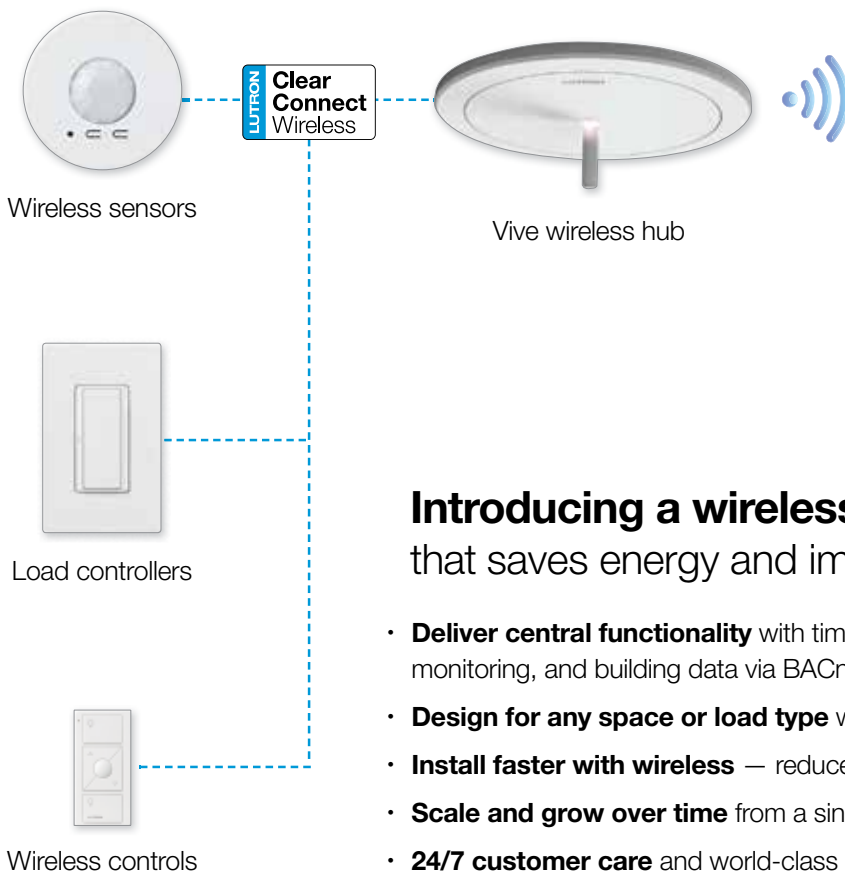 LUTRON
Clear
Connect
Wireless
Wireless sensors
Vive wireless hub
Load controllers
Wireless controls
Introducing a wireless
that saves energy and im
· Deliver central functionality with tim
monitoring, and building data via BACn
· Design for any space or load type w
· Install faster with wireless — reduce
· Scale and grow over time from a sin
· 24/7 customer care and world-class